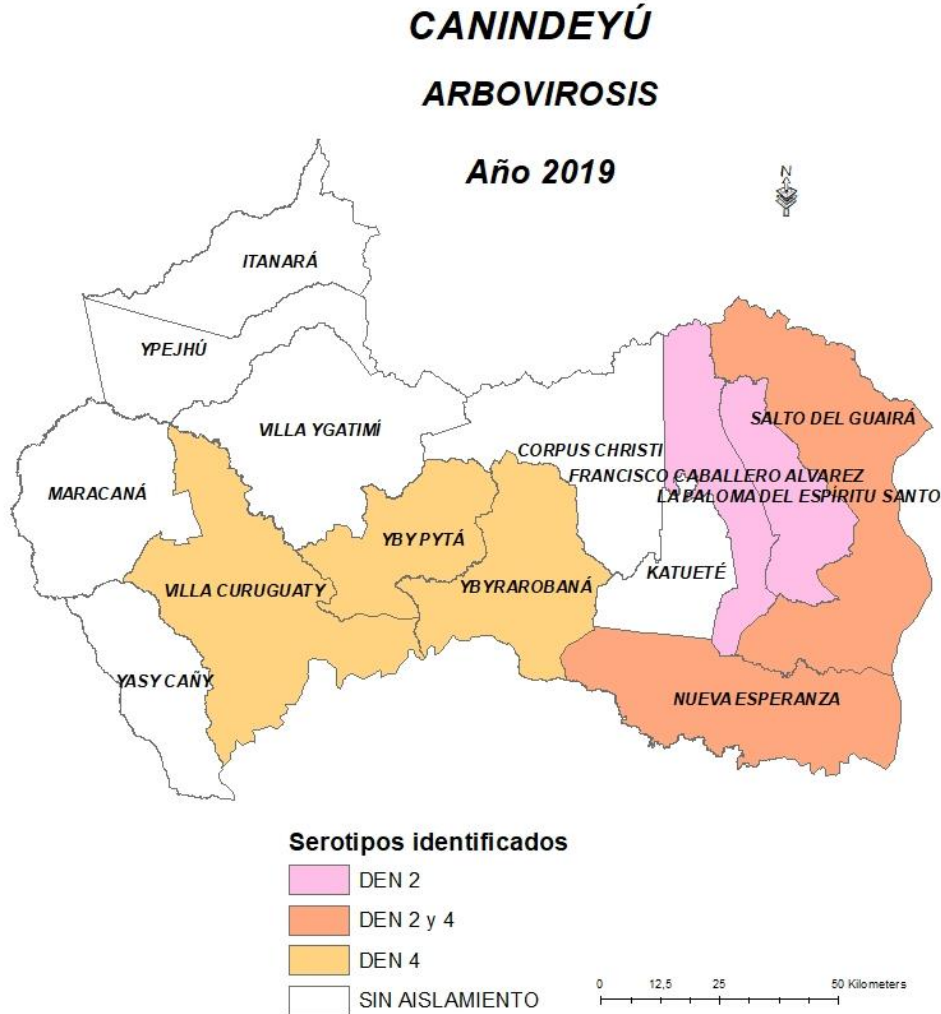 CANINDEYÚ
ARBOVIROSIS
Año 2019
N
ITANARÁ
YPEJHÚ
VILLA YGATIMÍ
SALTO DEL GUAIRÁ
CORPUS CHRISTI
FRANCISCO CABALLERO ALVAREZ
MARACANÁ
LA PALOMA DEL ESPÍRITU SANTO
YBY PYTÁ
KATUETÉ
VILLA CURUGUATY
YBYRAROBANÁ
YASY CAÑY
NUEVA ESPERANZA
Serotipos identificados
DEN 2
DEN 2 y 4
DEN 4
SIN AISLAMIENTO
0 12,5 25 50 Kilometers